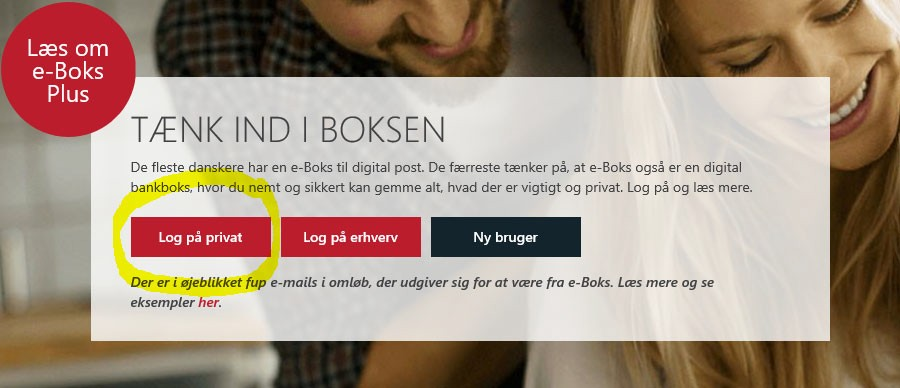 Læs om
e-Boks
Plus
TÆNK IND I BOKSEN
De fleste danskere har en e-Boks til digital post. De færreste tænker på, at e-Boks også er en digital
bankboks, hvor du nemt og sikkert kan gemme alt, hvad der er vigtigt og privat. Log på og læs mere.
Log på privat
Log på erhverv
Ny bruger
Der er i øjeblikket fup e-mails i omløb, der udgiver sig for at være fra e-Boks. Læs mere og se
eksempler her.